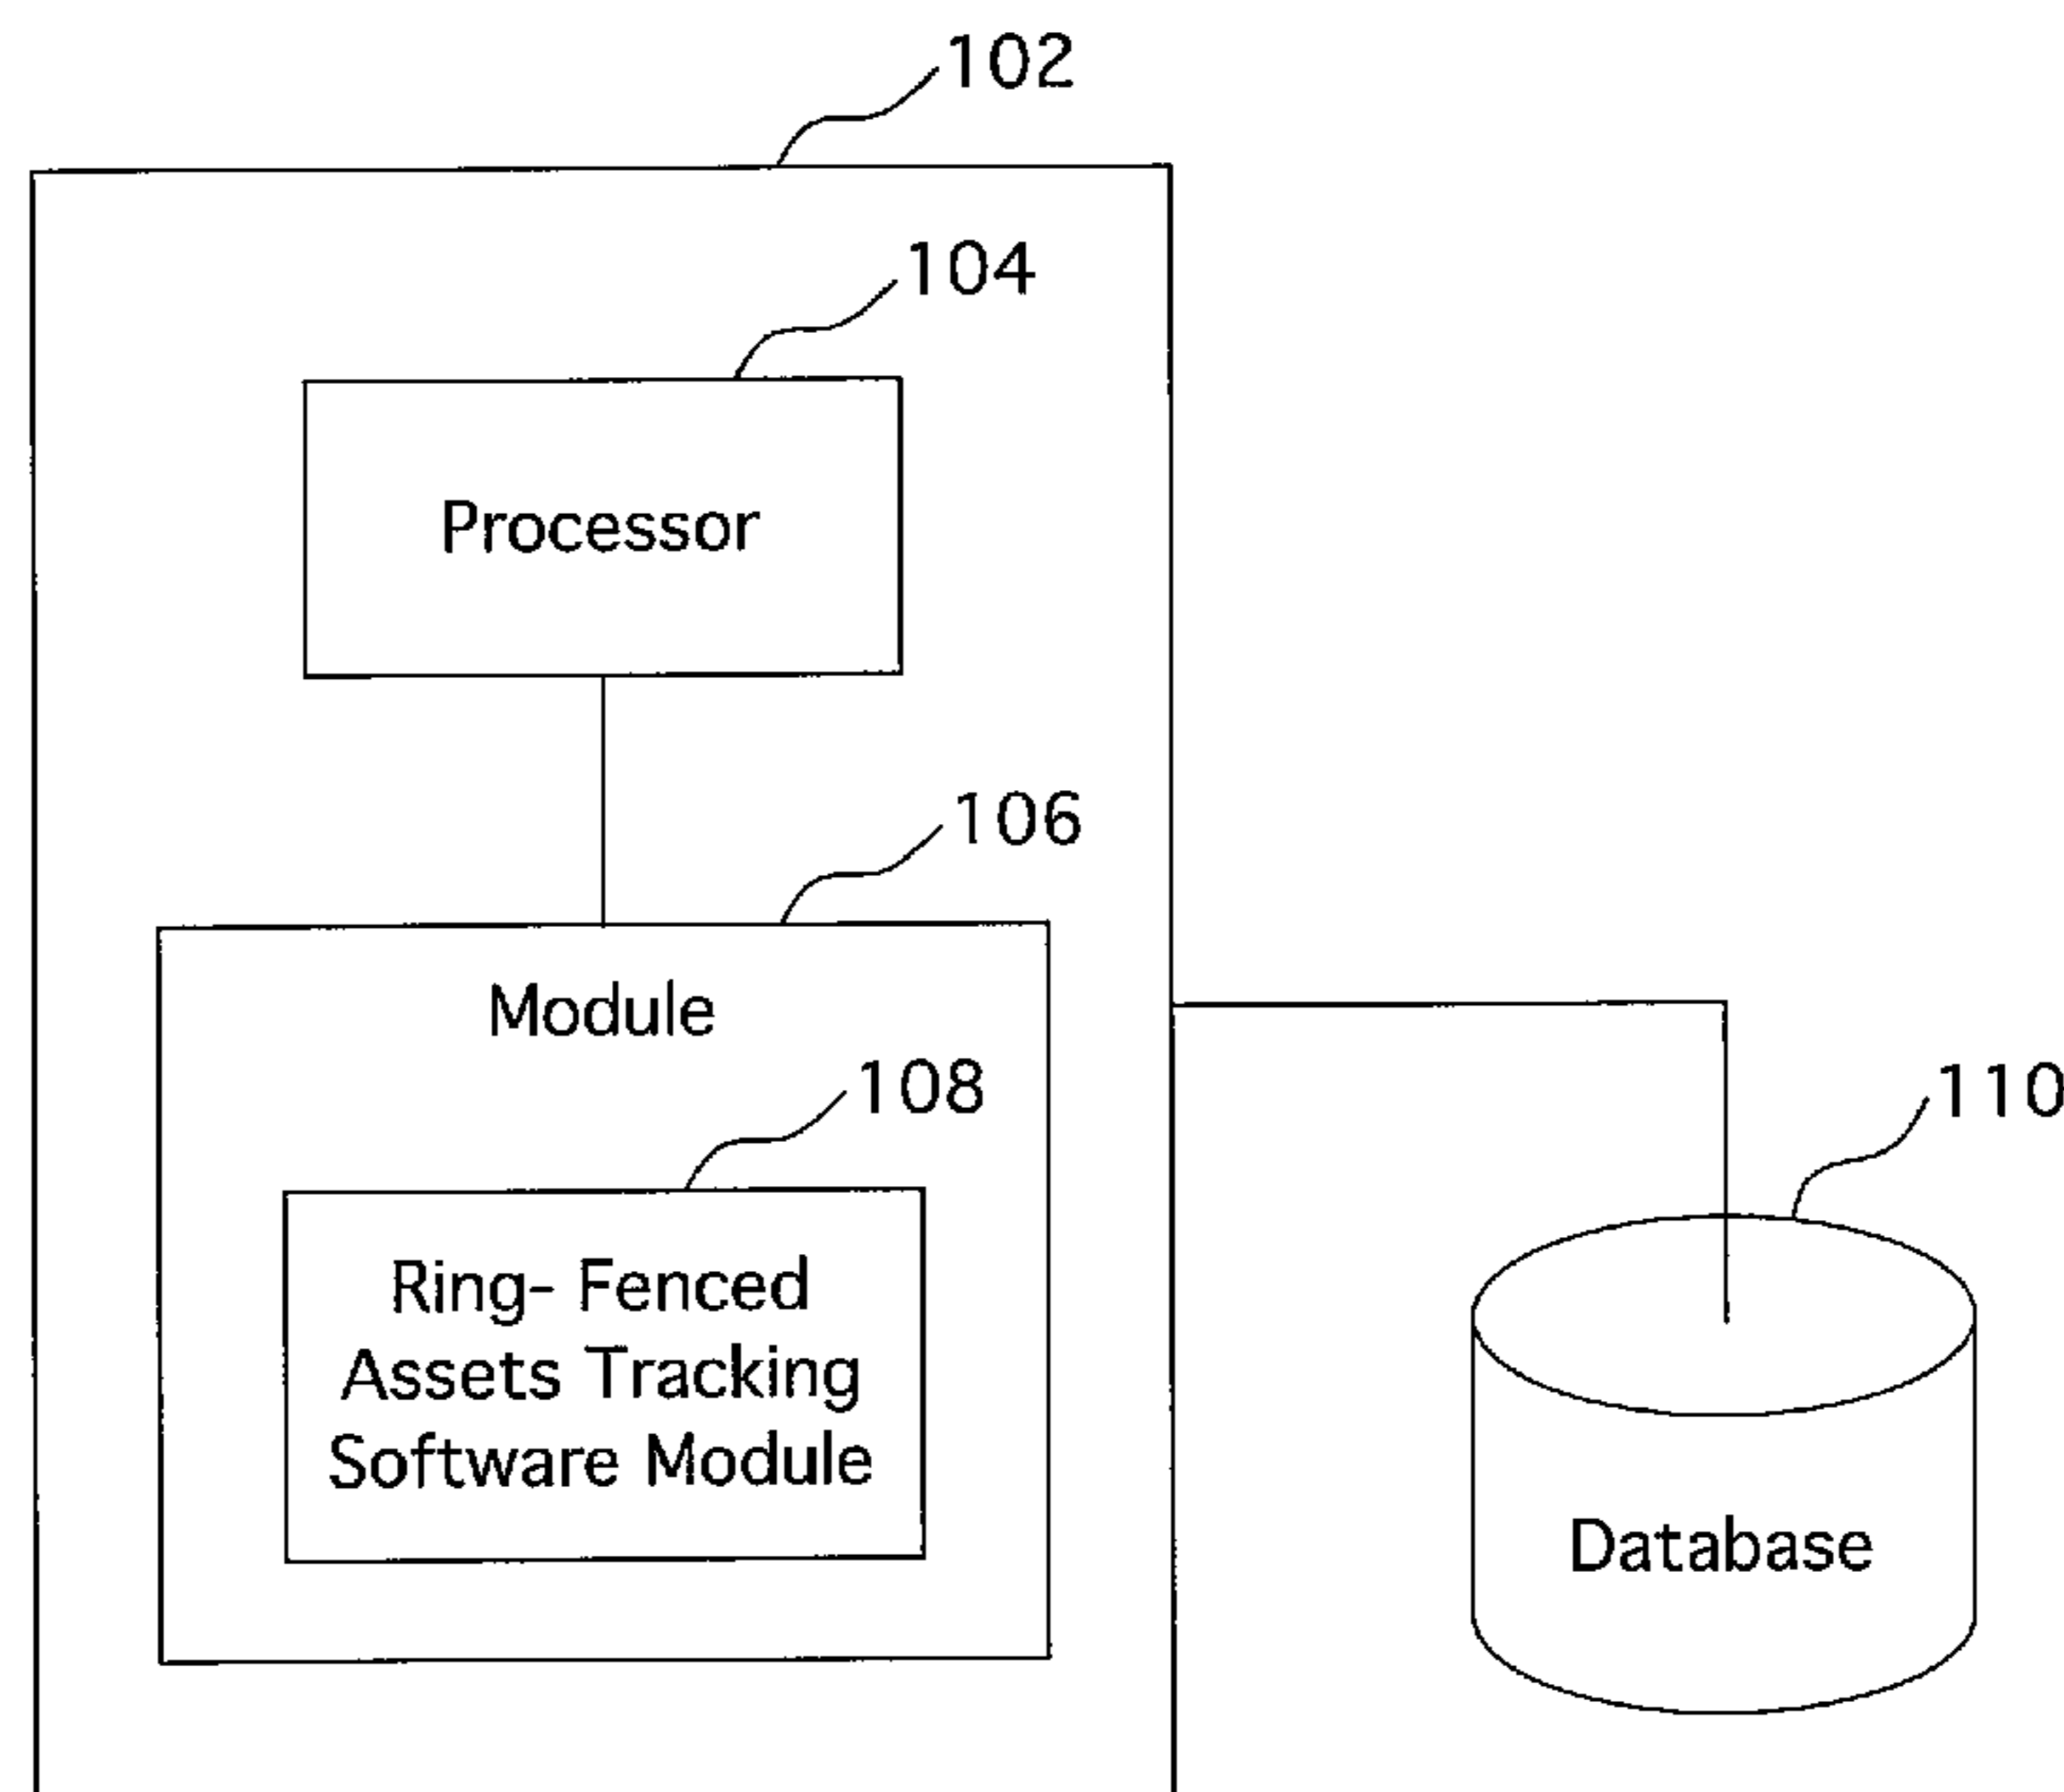 102
104
Processor
106
Module
108
Ring- Fenced
Assets Tracking
Software Module
110
Database